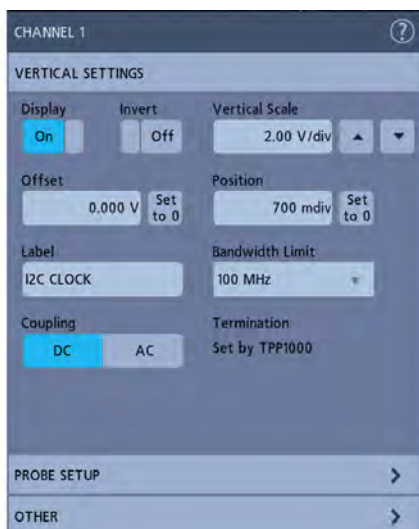 CHANNEL 1 ?
VERTICAL SETTINGS
Display Invert Vertical Scale
On Off 2.00 V/div
Offset Position
0.000 V Set to 0 700 mdiv Set to 0
Label Bandwidth Limit
I2C CLOCK 100 MHz
Coupling Termination
DC AC Set by TPP1000
PROBE SETUP
OTHER